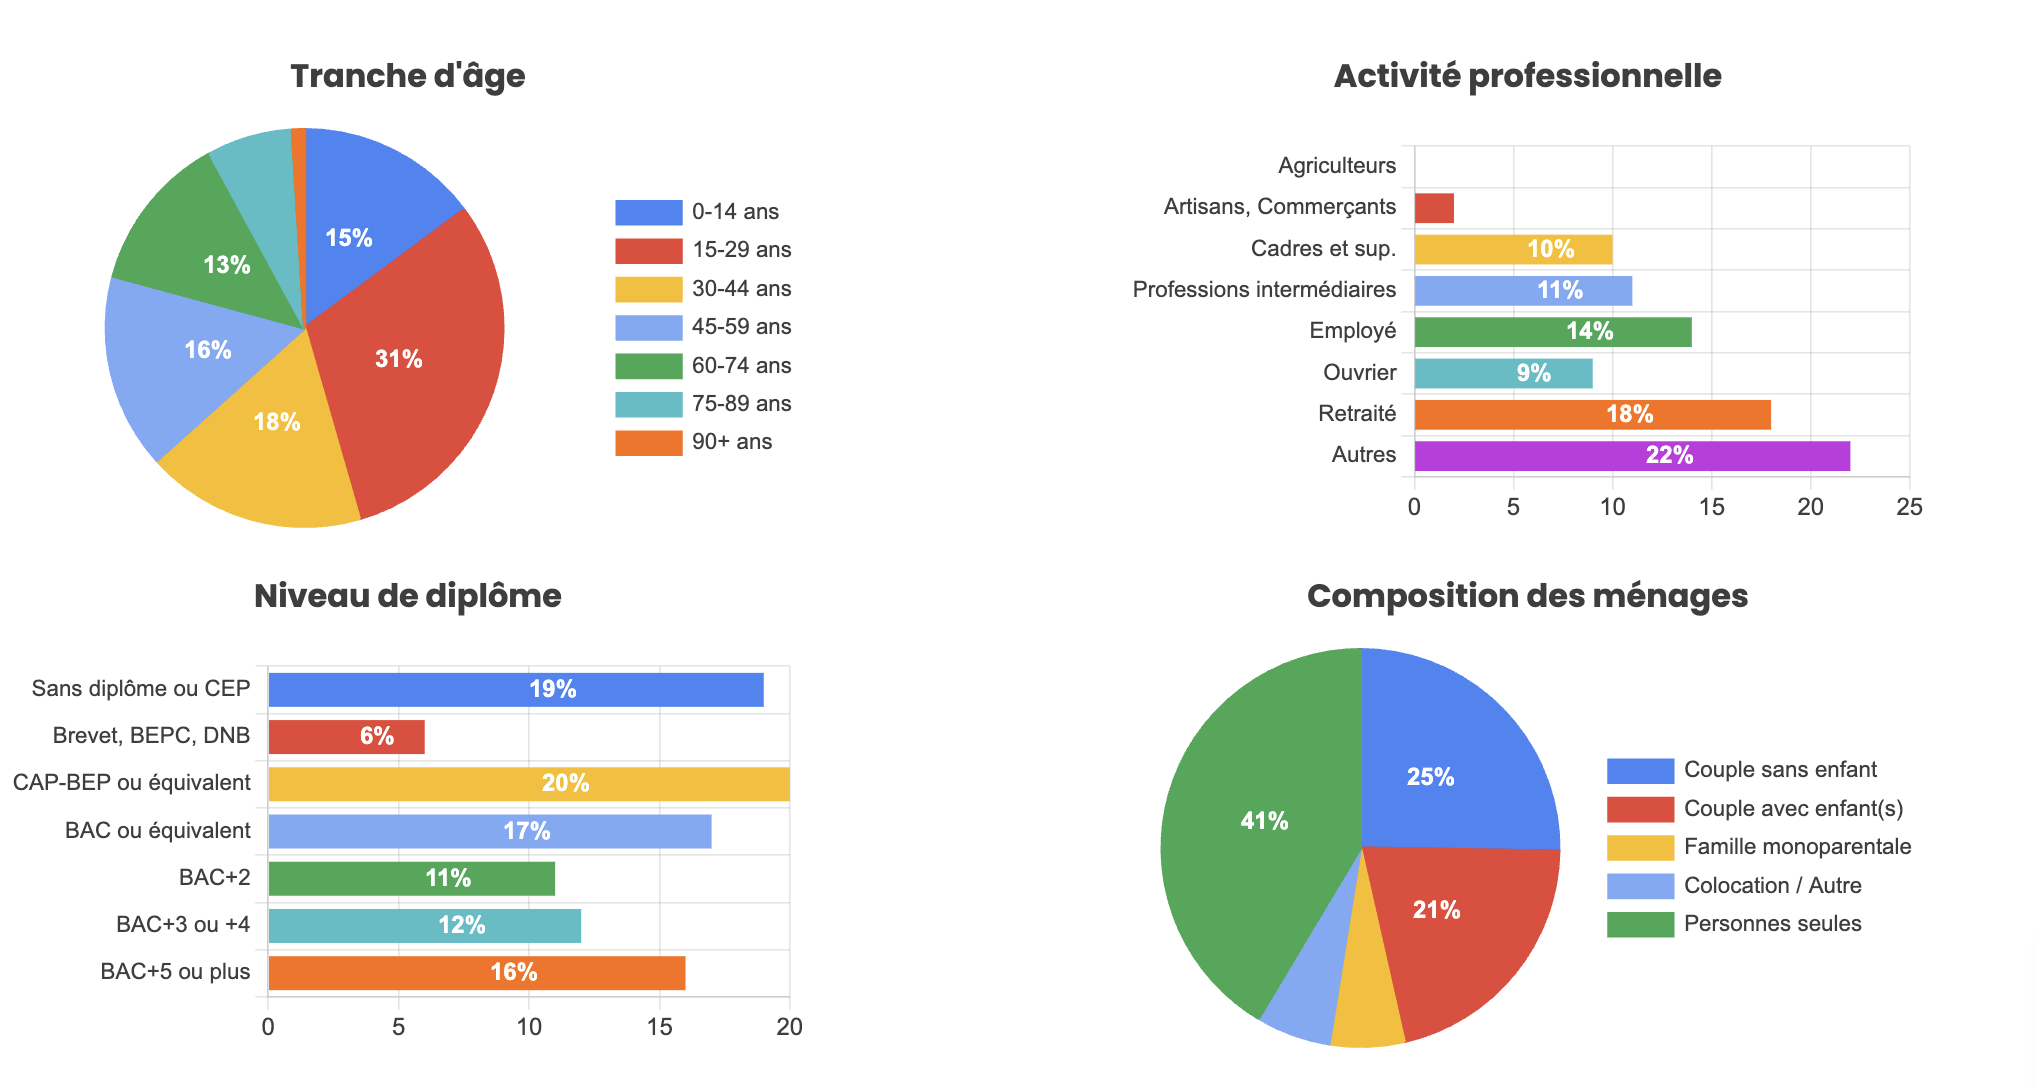 Tranche d'âge
15%
31%
18%
16%
13%
0-14 ans
15-29 ans
30-44 ans
45-59 ans
60-74 ans
75-89 ans
90+ ans
Activité professionnelle
Agriculteurs
Artisans, Commerçants
Cadres et sup.
10%
Professions intermédiaires
11%
Employé
14%
Ouvrier
9%
Retraité
18%
Autres
22%
0 5 10 15 20 25
Niveau de diplôme
Sans diplôme ou CEP
19%
Brevet, BEPC, DNB
6%
CAP-BEP ou équivalent
20%
BAC ou équivalent
17%
BAC+2
11%
BAC+3 ou +4
12%
BAC+5 ou plus
16%
0 5 10 15 20
Composition des ménages
25%
21%
41%
Couple sans enfant
Couple avec enfant(s)
Famille monoparentale
Colocation / Autre
Personnes seules